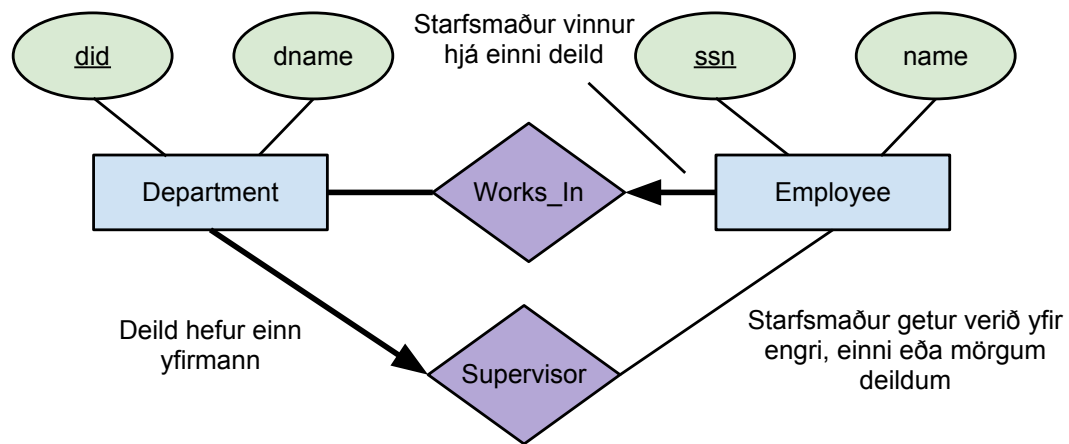 Starfsmaður vinnur
hjá einni deild
did
dname
ssn
name
Department
Works_In
Employee
Deild hefur einn
yfirmann
Supervisor
Starfsmaður getur verið yfir
engri, einni eða mörgum
deildum